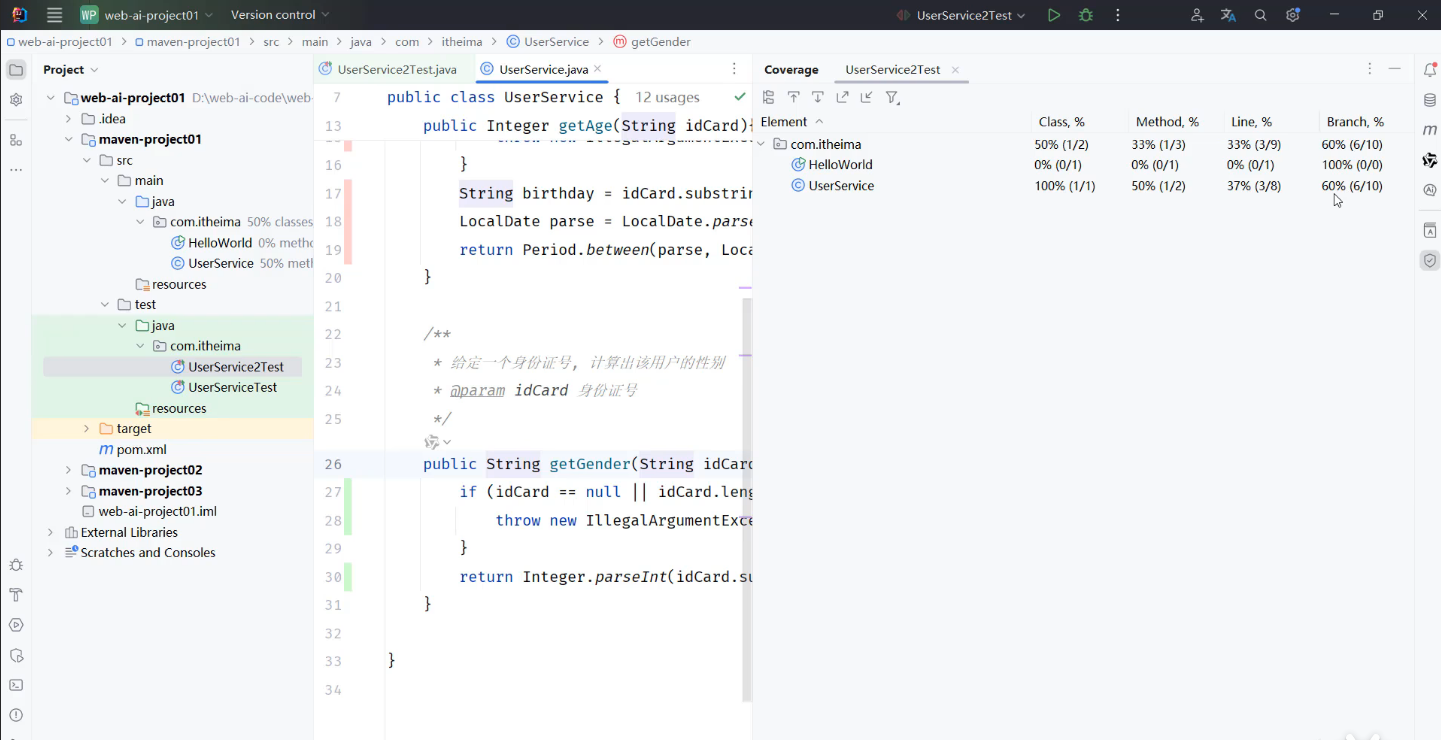 WP web-ai-project01 Version control UserService2Test
web-ai-project01 maven-project01 src main java com itheima UserService getGender
Project
web-ai-project01 D:\web-ai-code\web-
.idea
maven-project01
src
main
java
com.itheima 50% classes
HelloWorld 0% metho
UserService 50% meth
resources
test
java
com.itheima
UserService2Test
UserServiceTest
resources
target
pom.xml
maven-project02
maven-project03
web-ai-project01.iml
External Libraries
Scratches and Consoles
UserService2Test.java UserService.java
7 public class UserService { 12 usages
13 public Integer getAge(String idCard){
16 }
17 String birthday = idCard.substrin
18 LocalDate parse = LocalDate.parse
19 return Period.between(parse, Loca
20 }
21
22 /**
23 * 给定一个身份证号, 计算出该用户的性别
24 * @param idCard 身份证号
25 */
26 public String getGender(String idCard
27 if (idCard == null || idCard.leng
28 throw new IllegalArgumentExce
29 }
30 return Integer.parseInt(idCard.su
31 }
32
33 }
34
Coverage UserService2Test
Element Class, % Method, % Line, % Branch, %
com.itheima 50% (1/2) 33% (1/3) 33% (3/9) 60% (6/10)
HelloWorld 0% (0/1) 0% (0/1) 0% (0/1) 100% (0/0)
UserService 100% (1/1) 50% (1/2) 37% (3/8) 60% (6/10)